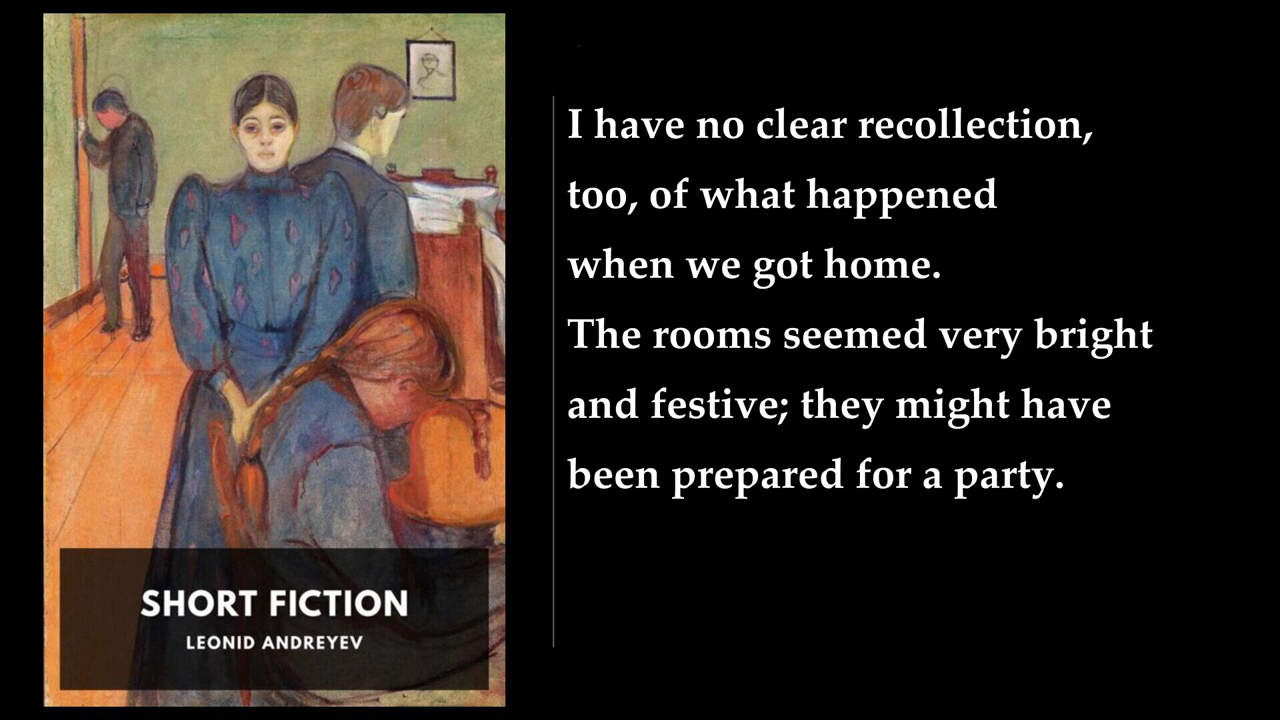 SHORT FICTION
LEONID ANDREYEV
I have no clear recollection,
too, of what happened
when we got home.
The rooms seemed very bright
and festive; they might have
been prepared for a party.